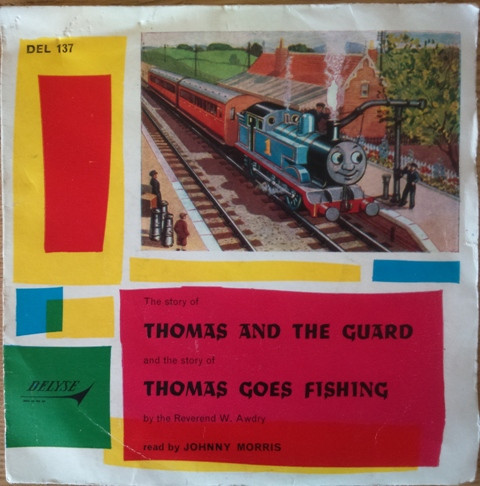 DEL 137
1
The story of
THOMAS AND THE GUARD
and the story of
THOMAS GOES FISHING
by the Reverend W. Awdry
read by JOHNNY MORRIS
DELYSE